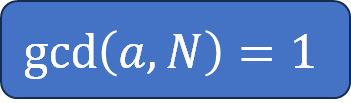 gcd(a, N) = 1